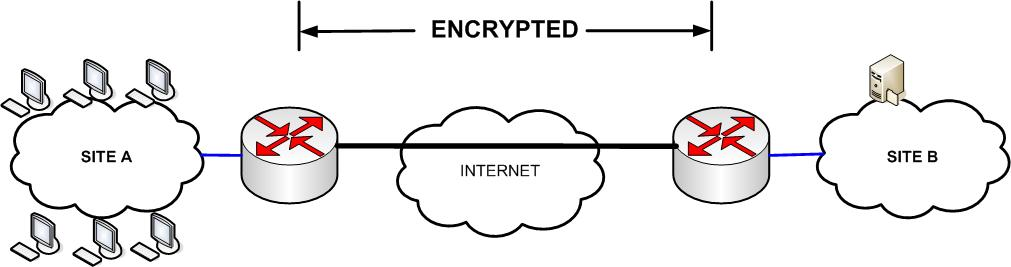 ENCRYPTED
SITE A
INTERNET
SITE B